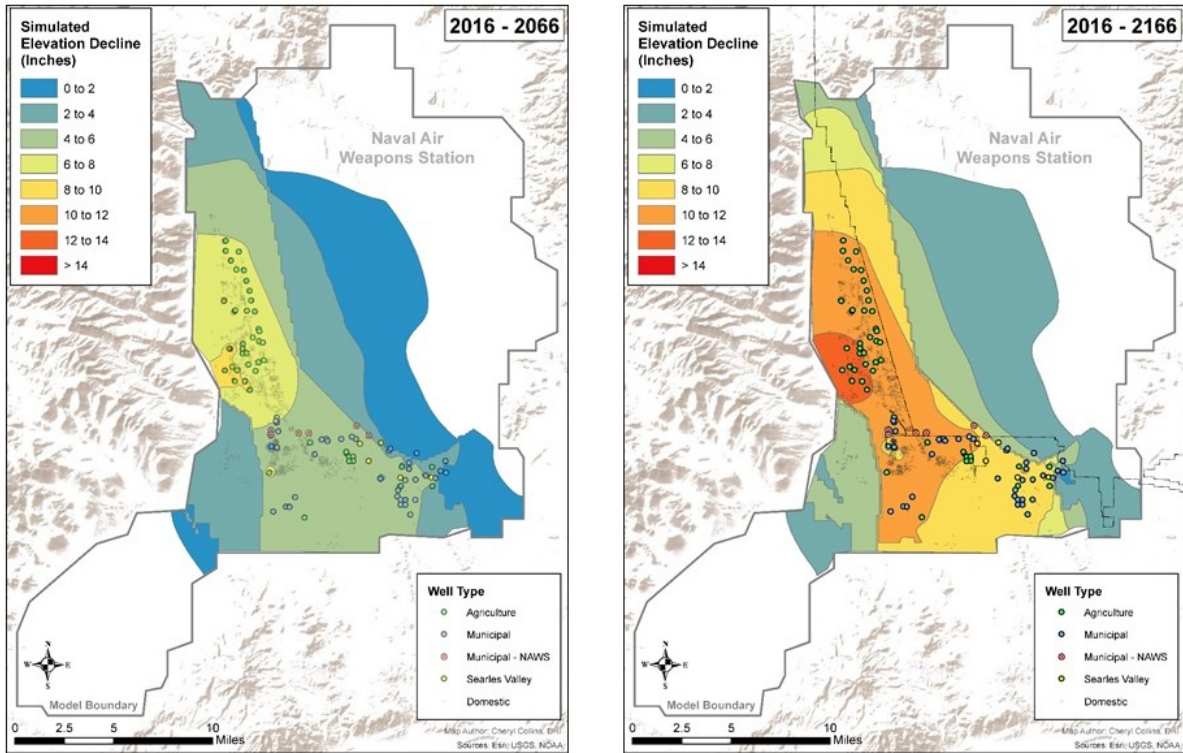 Simulated
Elevation Decline
(Inches)
0 to 2
2 to 4
4 to 6
6 to 8
8 to 10
10 to 12
12 to 14
> 14
2016 - 2066
Naval Air
Weapons Station
Well Type
Agriculture
Municipal
Municipal - NAWS
Searles Valley
Domestic
N
W E
S
Model Boundary
2.5 5 10
Miles
Map Author: Cheryl Collins, DRI
Sources: Esri, USGS, NOAA
Simulated
Elevation Decline
(Inches)
0 to 2
2 to 4
4 to 6
6 to 8
8 to 10
10 to 12
12 to 14
> 14
2016 - 2166
Naval Air
Weapons Station
Well Type
Agriculture
Municipal
Municipal - NAWS
Searles Valley
Domestic
N
W E
S
Model Boundary
0 2.5 5 10
Miles
Map Author: Cheryl Collins, DRI
Sources: Esri, USGS, NOAA